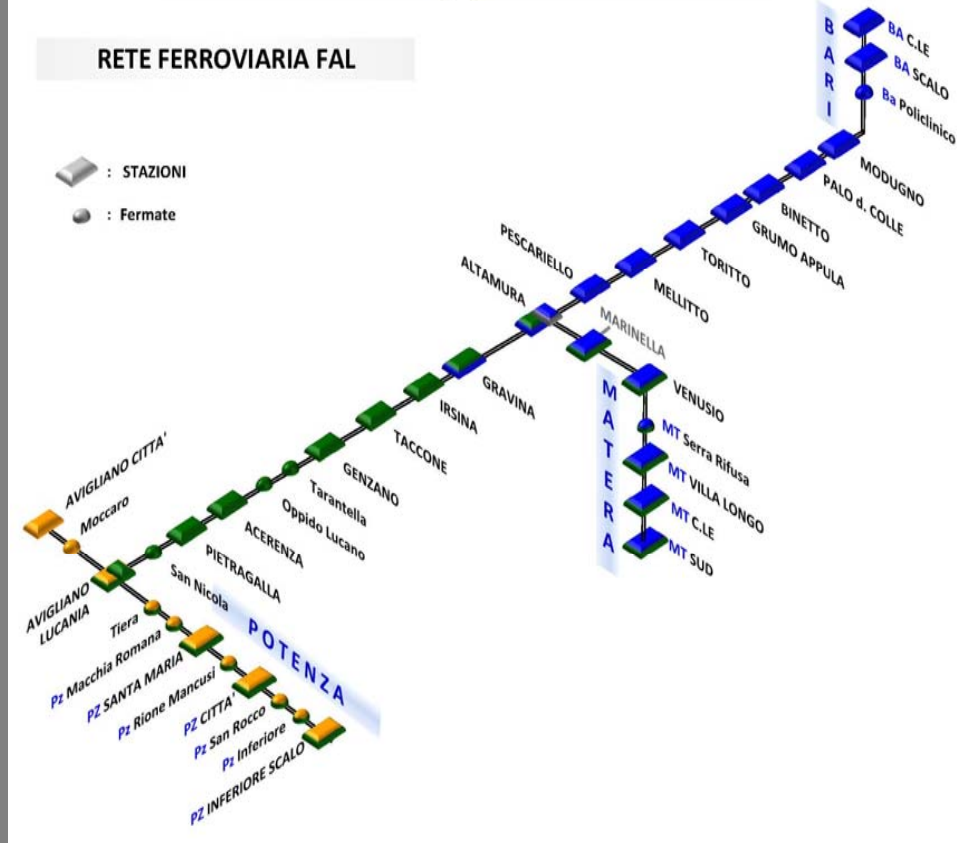 RETE FERROVIARIA FAL
: STAZIONI
: Fermate
BARI
BA C.LE
BA SCALO
Ba Policlinico
MODUGNO
PALO d. COLLE
BINETTO
GRUMO APPULA
TORITTO
MELLITTO
PESCARIELLO
ALTAMURA
MARINELLA
VENUSIO
MATERA
MT Serra Rifusa
MT VILLA LONGO
MT C.LE
MT SUD
GRAVINA
IRSINA
TACCONE
GENZANO
Tarantella
Oppido Lucano
ACERENZA
PIETRAGALLA
San Nicola
AVIGLIANO CITTA'
Moccaro
AVIGLIANO
LUCANIA
POTENZA
Tiera
Pz Macchia Romana
PZ SANTA MARIA
Pz Rione Mancusi
PZ CITTA'
Pz San Rocco
Pz Inferiore
PZ INFERIORE SCALO